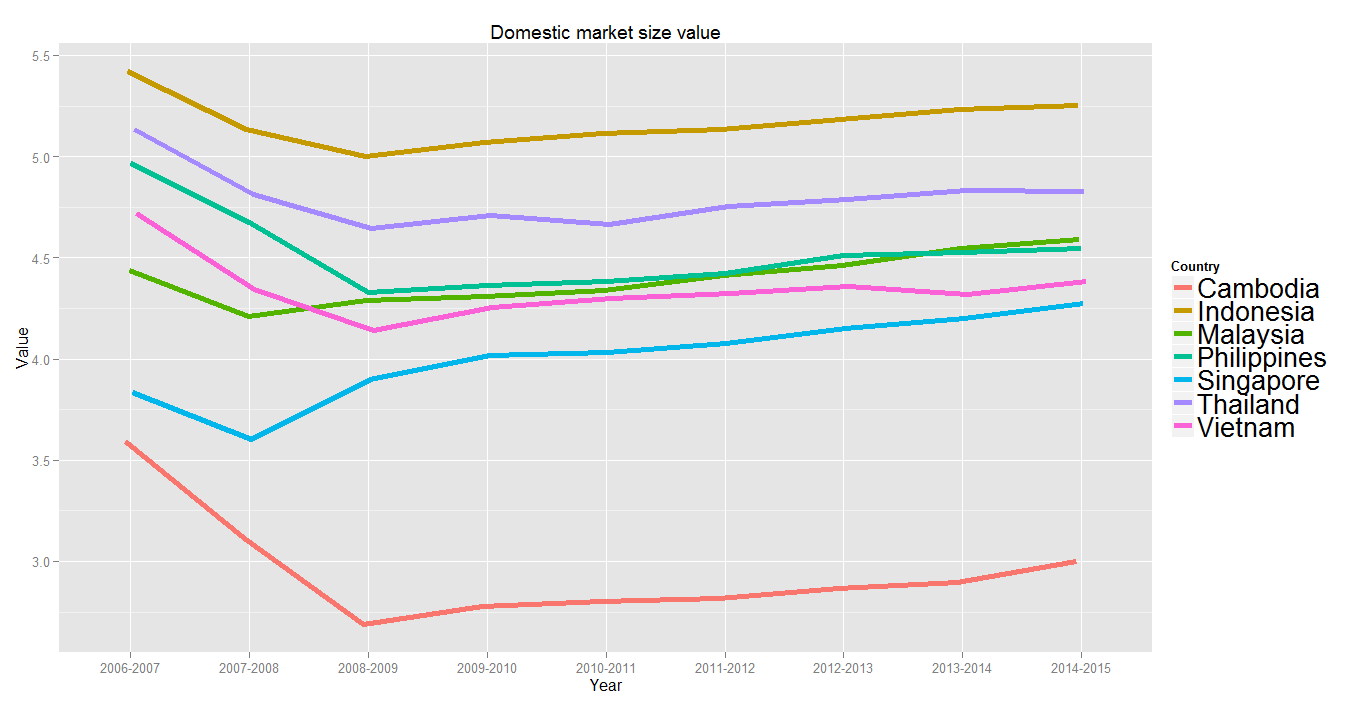 Domestic market size value
5.5
5.0
4.5
4.0
3.5
3.0
Value
2006-2007 2007-2008 2008-2009 2009-2010 2010-2011 2011-2012 2012-2013 2013-2014 2014-2015
Year
Country
Cambodia
Indonesia
Malaysia
Philippines
Singapore
Thailand
Vietnam